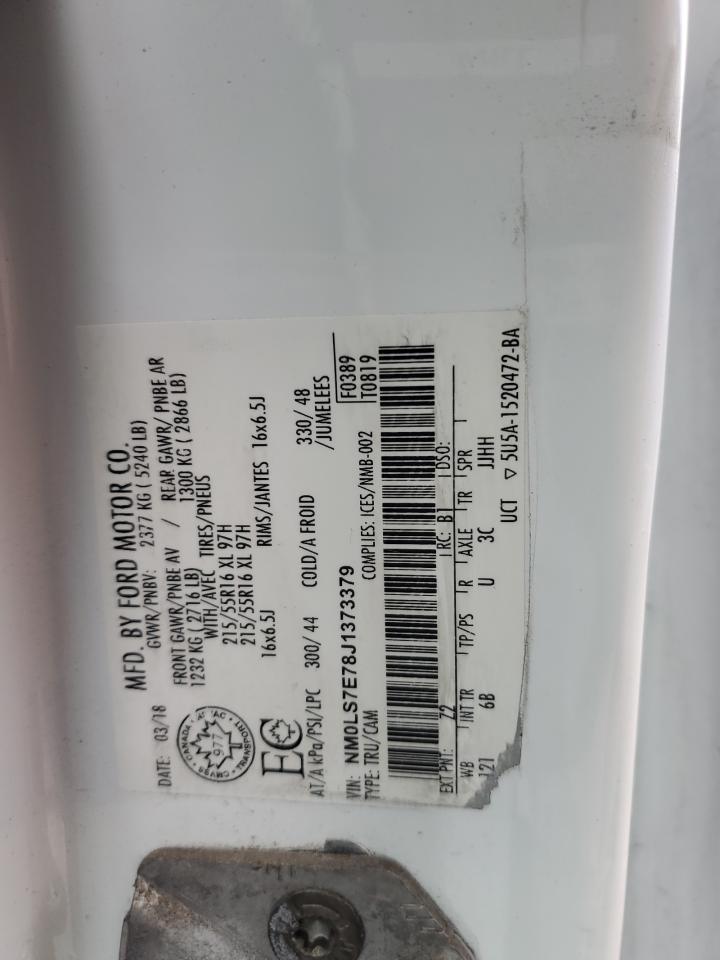 MFD. BY FORD MOTOR CO.
DATE: 03/18
GVWR/PNBV: 2377 KG ( 5240 LB)
FRONT GAWR/PNBE AV / REAR GAWR/ PNBE AR
1232 KG ( 2716 LB) 1300 KG ( 2866 LB)
WITH/AVEC TIRES/PNEUS
215/55R16 XL 97H
215/55R16 XL 97H
16x6.5J RIMS/JANTES 16x6.5J
CANADA
977
TRANSPORT
EC
AT/A kPa/PSI/LPC 300/ 44 COLD/A FROID 330/ 48
/JUMELEES
VIN: NM0LS7E78J1373379
TYPE: TRU/CAM COMPLIES: ICES/NMB-002
F0389
T0819
EXT PNT: Z2 RC: B1 DSO:
WB INT TR TP/PS R AXLE TR SPR
121 6B U 3C JJHH
UCT ▽ 5U5A-1520472-BA